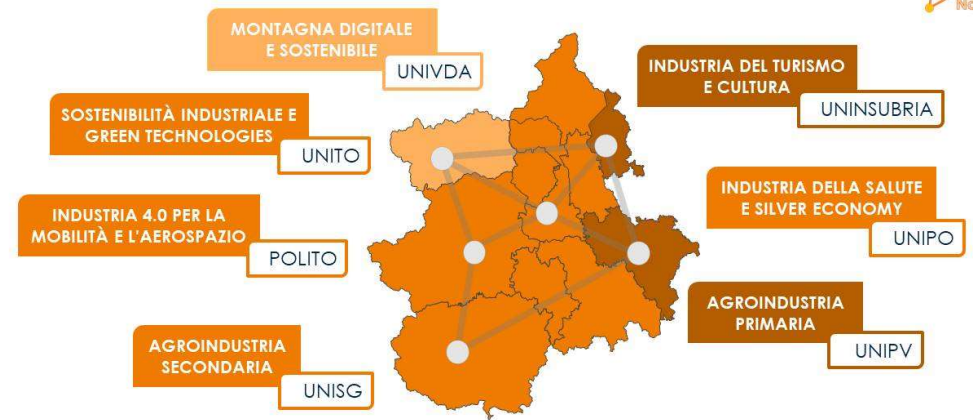 MONTAGNA DIGITALE
E SOSTENIBILE
UNIVDA
INDUSTRIA DEL TURISMO
E CULTURA
UNINSUBRIA
SOSTENIBILITÀ INDUSTRIALE E
GREEN TECHNOLOGIES
UNITO
INDUSTRIA DELLA SALUTE
E SILVER ECONOMY
UNIPO
INDUSTRIA 4.0 PER LA
MOBILITÀ E L'AEROSPAZIO
POLITO
AGROINDUSTRIA
PRIMARIA
UNIPV
AGROINDUSTRIA
SECONDARIA
UNISG